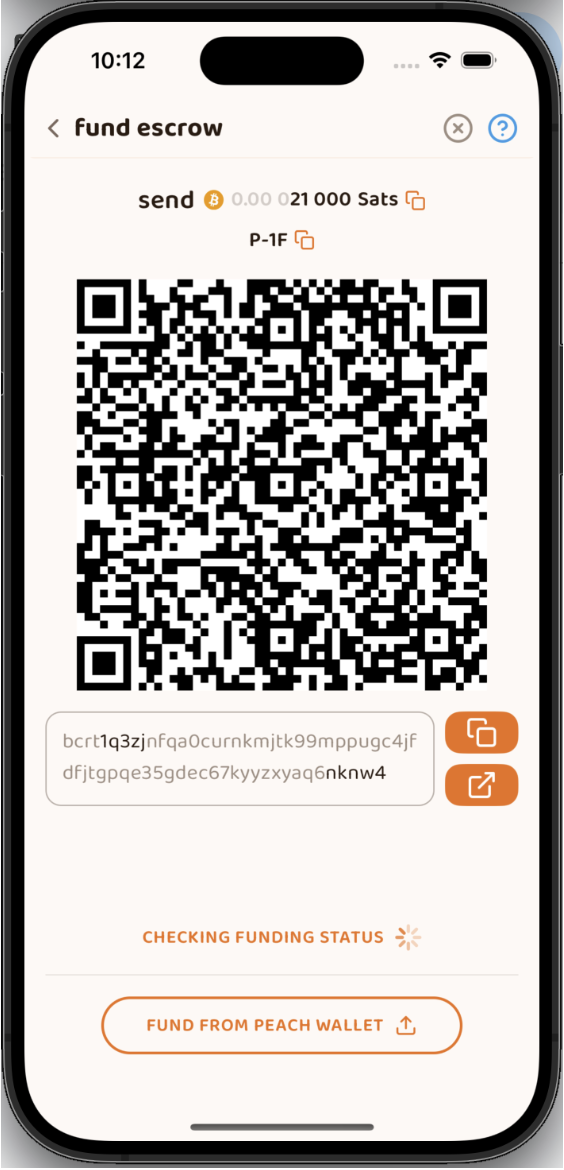 10:12
fund escrow
send 0.00 021 000 Sats
P-1F
bcrt1q3zjnfqa0curnkmjtk99mppugc4jf
dfjtgpqe35gdec67kyyzxyaq6nknw4
CHECKING FUNDING STATUS
FUND FROM PEACH WALLET